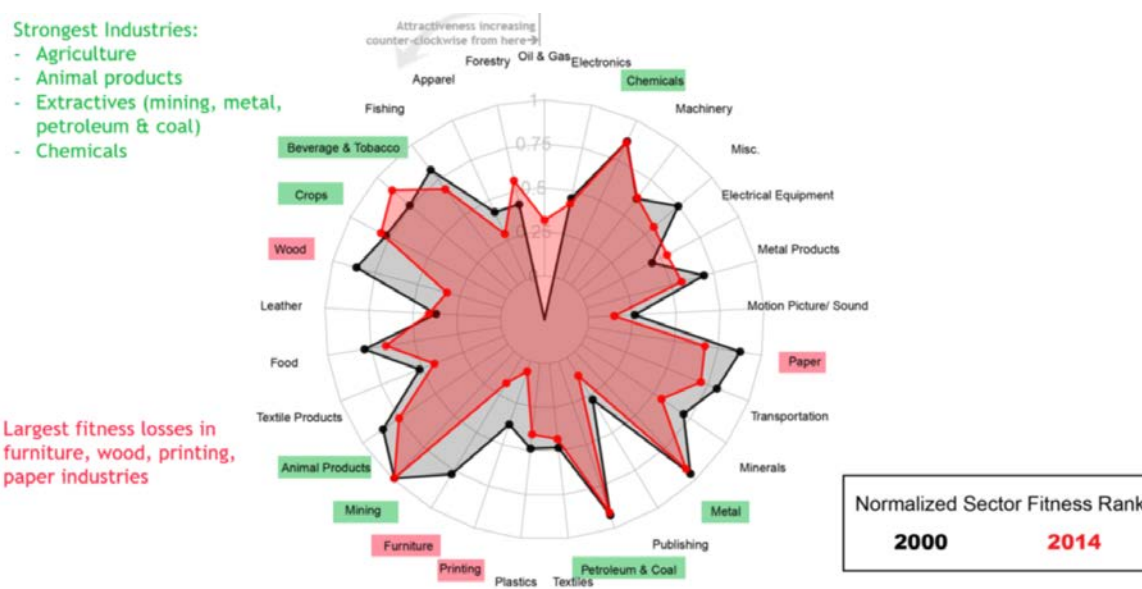 Strongest Industries:
- Agriculture
- Animal products
- Extractives (mining, metal,
petroleum & coal)
- Chemicals
Largest fitness losses in
furniture, wood, printing,
paper industries
Attractiveness increasing
counter-clockwise from here→
Oil & Gas
Electronics
Chemicals
Machinery
Misc.
Electrical Equipment
Metal Products
Motion Picture/ Sound
Paper
Transportation
Minerals
Metal
Publishing
Petroleum & Coal
Textiles
Plastics
Printing
Furniture
Mining
Animal Products
Textile Products
Food
Leather
Wood
Crops
Beverage & Tobacco
Fishing
Apparel
Forestry
1
0.75
0.5
0.25
Normalized Sector Fitness Rank
2000 2014